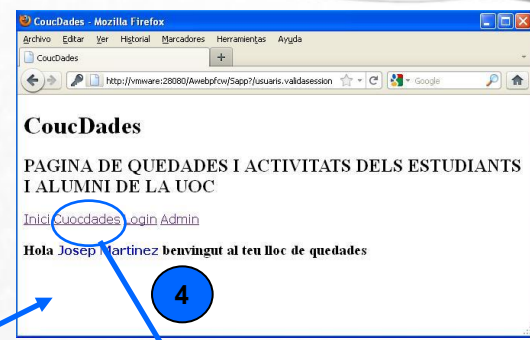 CoucDades - Mozilla Firefox
Archivo Editar Ver Historial Marcadores Herramientas Ayuda
CoucDades
http://vmware:28080/Awebpfcw/Sapp?/usuaris.validasession
Google
CoucDades
PAGINA DE QUEDADES I ACTIVITATS DELS ESTUDIANTS
I ALUMNI DE LA UOC
Inici Cuocdades Login Admin
Hola Josep Martinez benvingut al teu lloc de quedades
4